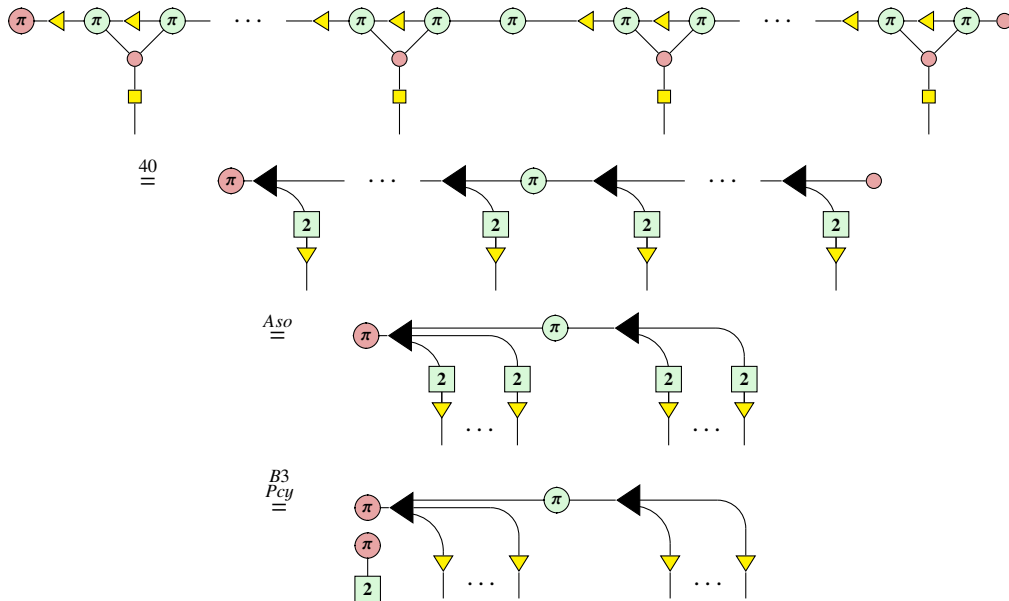 π π π ... π π π π π ... π π
40
= π ... π ...
2 2 2 2
Aso
= π π
2 2 2 2
... ...
B3
Pcy
= π π
π
... ...
2